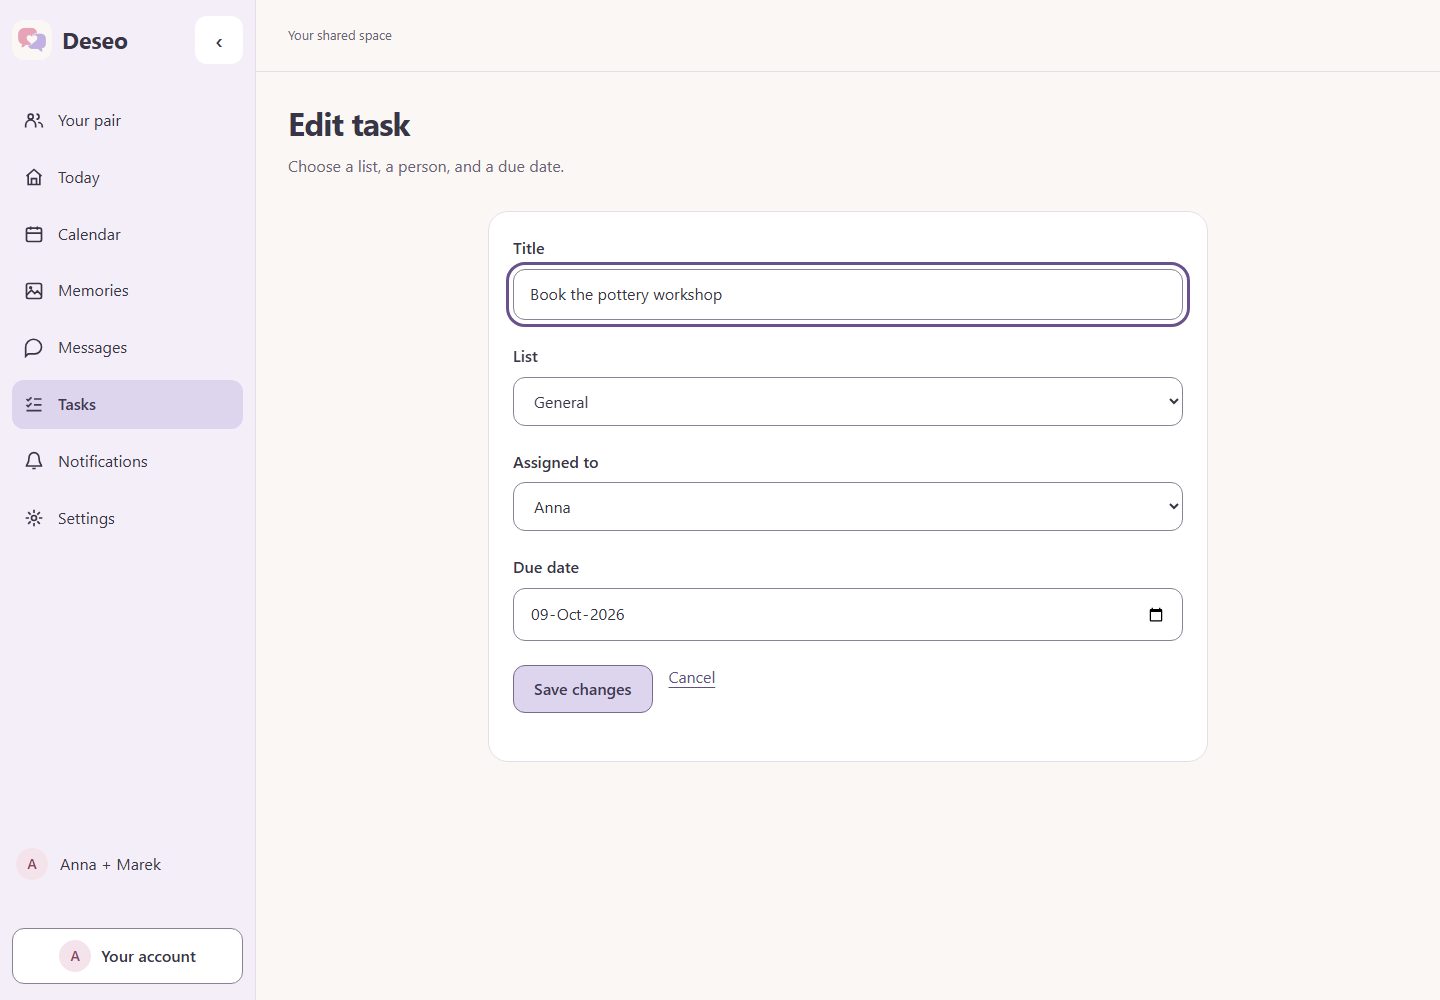 Deseo
‹
Your pair
Today
Calendar
Memories
Messages
Tasks
Notifications
Settings
A Anna + Marek
A Your account
Your shared space
Edit task
Choose a list, a person, and a due date.
Title
Book the pottery workshop
List
General
Assigned to
Anna
Due date
09-Oct-2026
Save changes Cancel